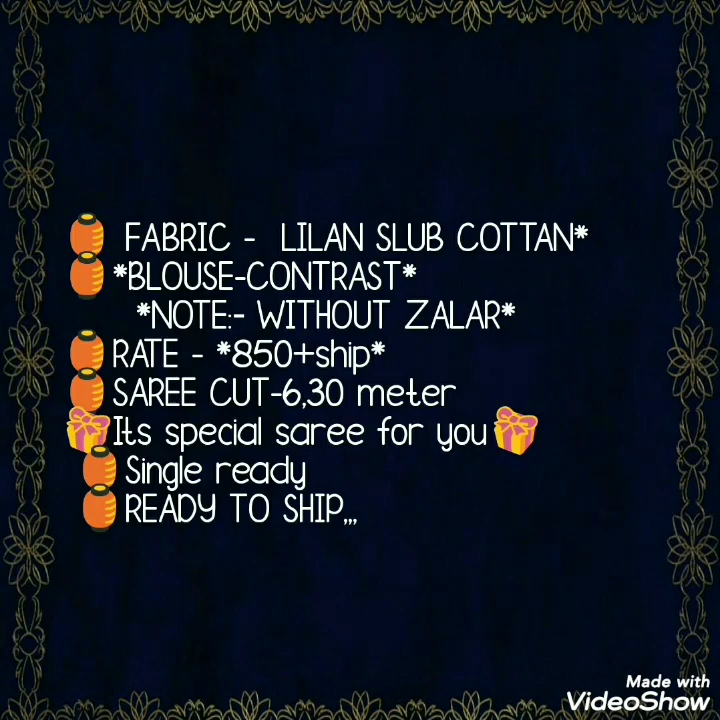 🏮 FABRIC - LILAN SLUB COTTAN*
🏮*BLOUSE-CONTRAST*
*NOTE:- WITHOUT ZALAR*
🏮RATE - *850+ship*
🏮SAREE CUT-6,30 meter
🎁Its special saree for you🎁
🏮Single ready
🏮READY TO SHIP,,,
Made with
VideoShow